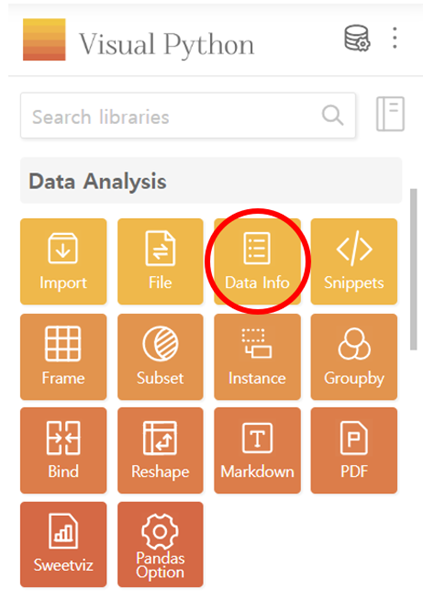 Visual Python
Search libraries
Data Analysis
Import
File
Data Info
Snippets
Frame
Subset
Instance
Groupby
Bind
Reshape
Markdown
PDF
Sweetviz
Pandas
Option